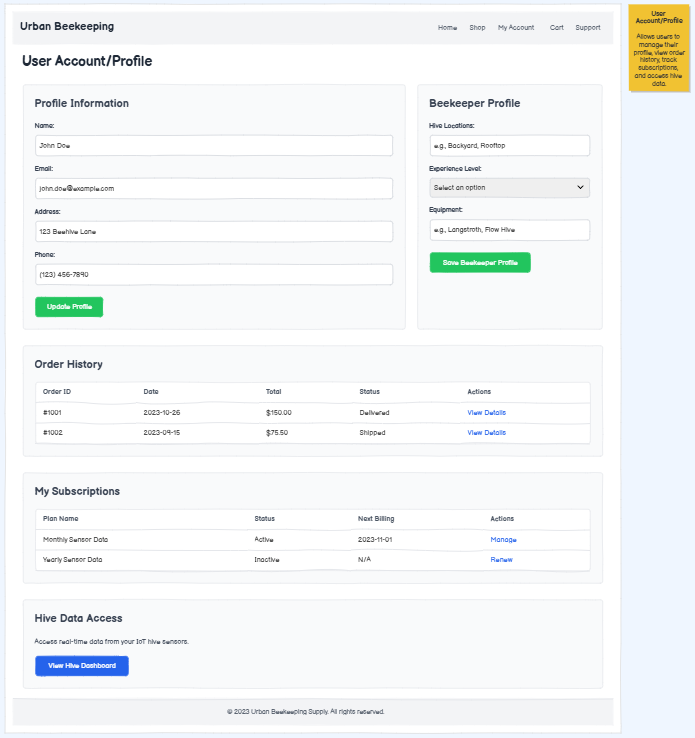 Urban Beekeeping
Home Shop My Account Cart Support
User Account/Profile
Profile Information
Name:
John Doe
Email:
john.doe@example.com
Address:
123 Beehive Lane
Phone:
(123) 456-7890
Update Profile
Beekeeper Profile
Hive Locations:
e.g., Backyard, Rooftop
Experience Level:
Select an option
Equipment:
e.g., Langstroth, Flow Hive
Save Beekeeper Profile
Order History
Order ID Date Total Status Actions
#1001 2023-10-26 $150.00 Delivered View Details
#1002 2023-09-15 $75.50 Shipped View Details
My Subscriptions
Plan Name Status Next Billing Actions
Monthly Sensor Data Active 2023-11-01 Manage
Yearly Sensor Data Inactive N/A Renew
Hive Data Access
Access real-time data from your IoT hive sensors.
View Hive Dashboard
© 2023 Urban Beekeeping Supply. All rights reserved.
User
Account/Profile
Allows users to
manage their
profile, view order
history, track
subscriptions,
and access hive
data.